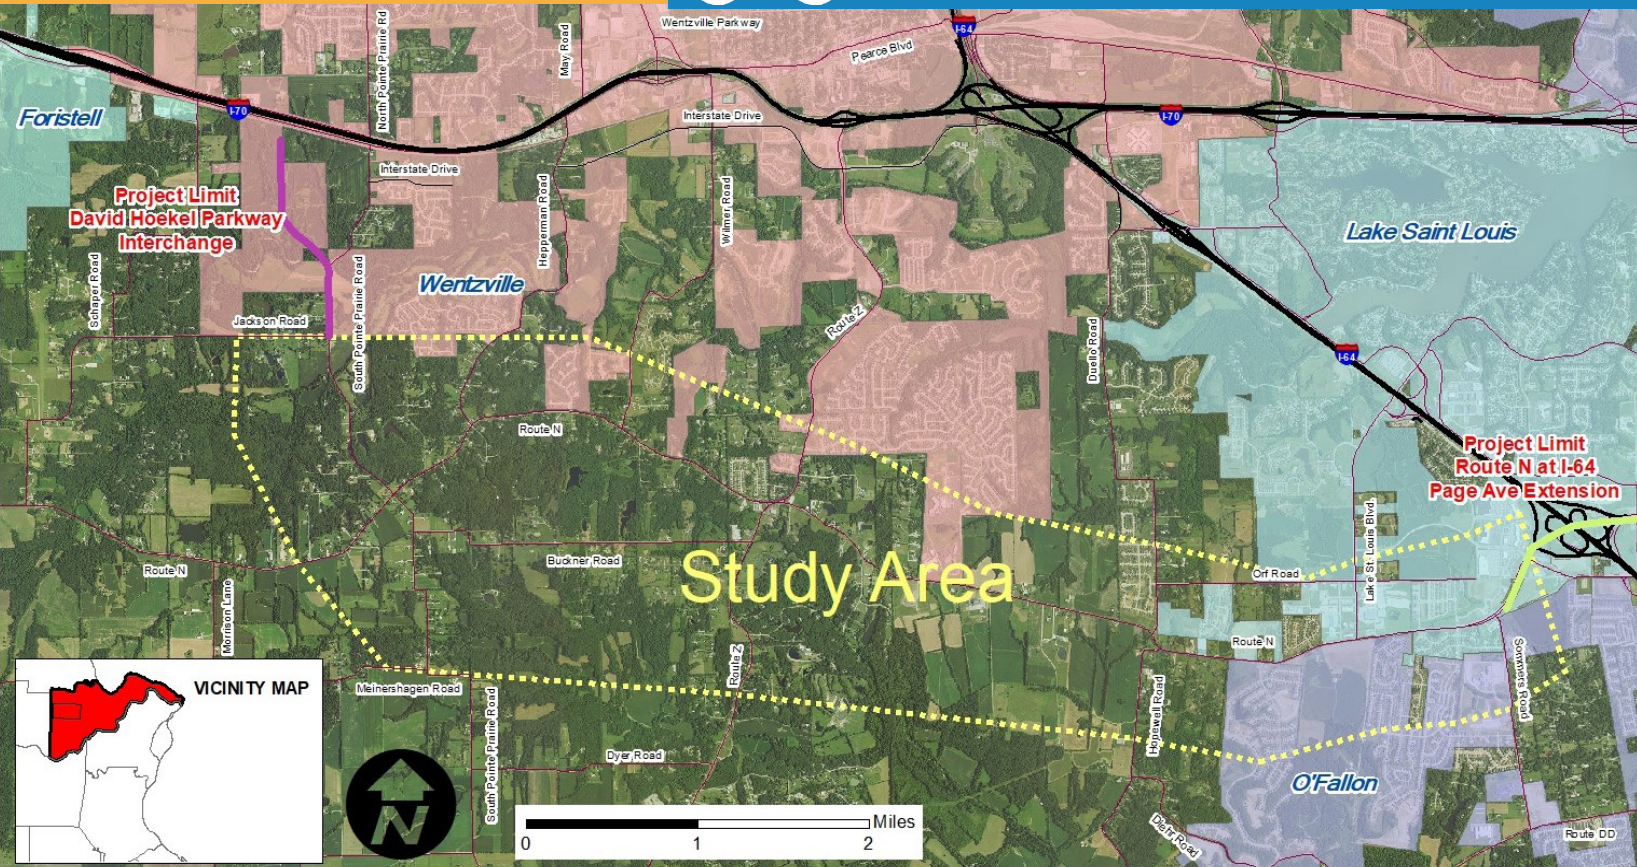 Wentzville Parkway
I-64
North Pointe Prairie Rd
May Road
Pearce Blvd
Foristell
I-70
Interstate Drive
I-70
Interstate Drive
Project Limit
David Hoekel Parkway
Interchange
Hepperman Road
Wilmer Road
Lake Saint Louis
Schaper Road
South Pointe Prairie Road
Wentzville
Jackson Road
Route Z
Duello Road
I-64
Route N
Project Limit
Route N at I-64
Page Ave Extension
Route N
Buckner Road
Study Area
Orf Road
Lake St. Louis Blvd.
Morrison Lane
Route N
Route Z
Sommers Road
VICINITY MAP
Meinershagen Road
South Pointe Prairie Road
Hopewell Road
Dyer Road
O'Fallon
N
Miles
0 1 2
Diehr Road
Route DD